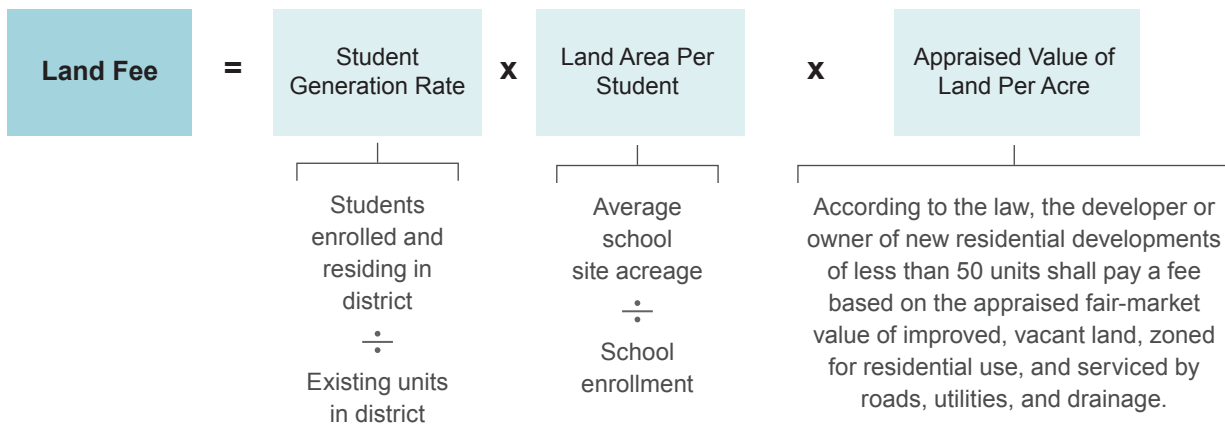 Land Fee
=
Student
Generation Rate
x
Land Area Per
Student
x
Appraised Value of
Land Per Acre
Students
enrolled and
residing in
district
÷
Existing units
in district
Average
school
site acreage
÷
School
enrollment
According to the law, the developer or
owner of new residential developments
of less than 50 units shall pay a fee
based on the appraised fair-market
value of improved, vacant land, zoned
for residential use, and serviced by
roads, utilities, and drainage.